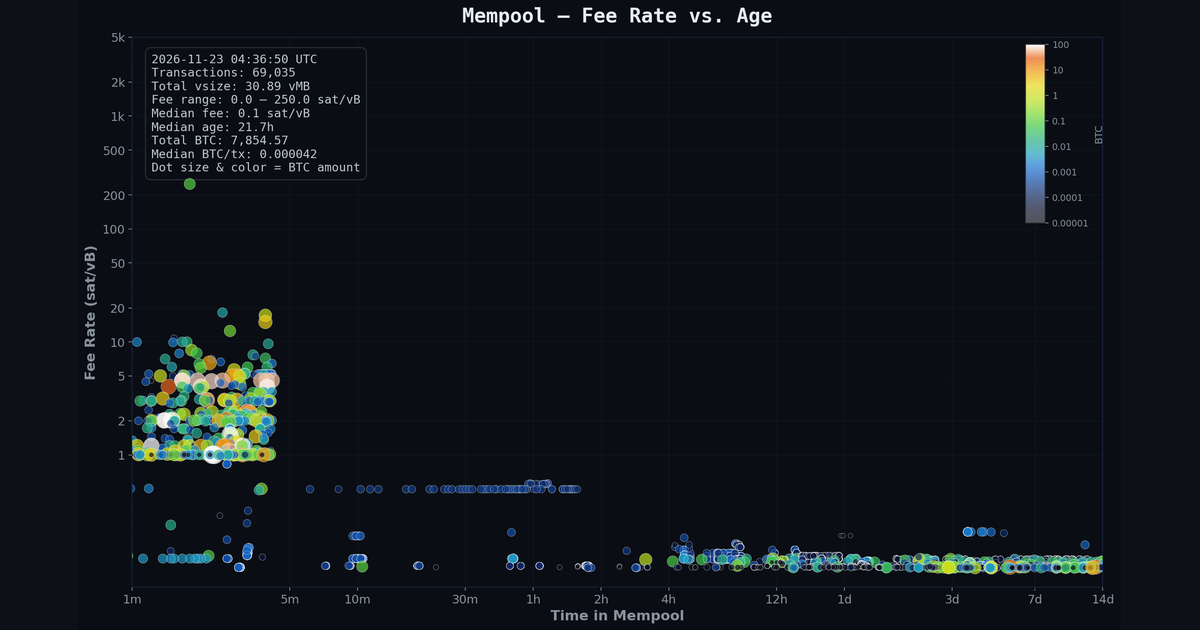 Mempool — Fee Rate vs. Age
2026-11-23 04:36:50 UTC
Transactions: 69,035
Total vsize: 30.89 vMB
Fee range: 0.0 — 250.0 sat/vB
Median fee: 0.1 sat/vB
Median age: 21.7h
Total BTC: 7,854.57
Median BTC/tx: 0.000042
Dot size & color = BTC amount
100
10
1
0.1
0.01
0.001
0.0001
0.00001
BTC
Fee Rate (sat/vB)
5k
2k
1k
500
200
100
50
20
10
5
2
1
1m
5m
10m
30m
1h
2h
4h
12h
1d
3d
7d
14d
Time in Mempool